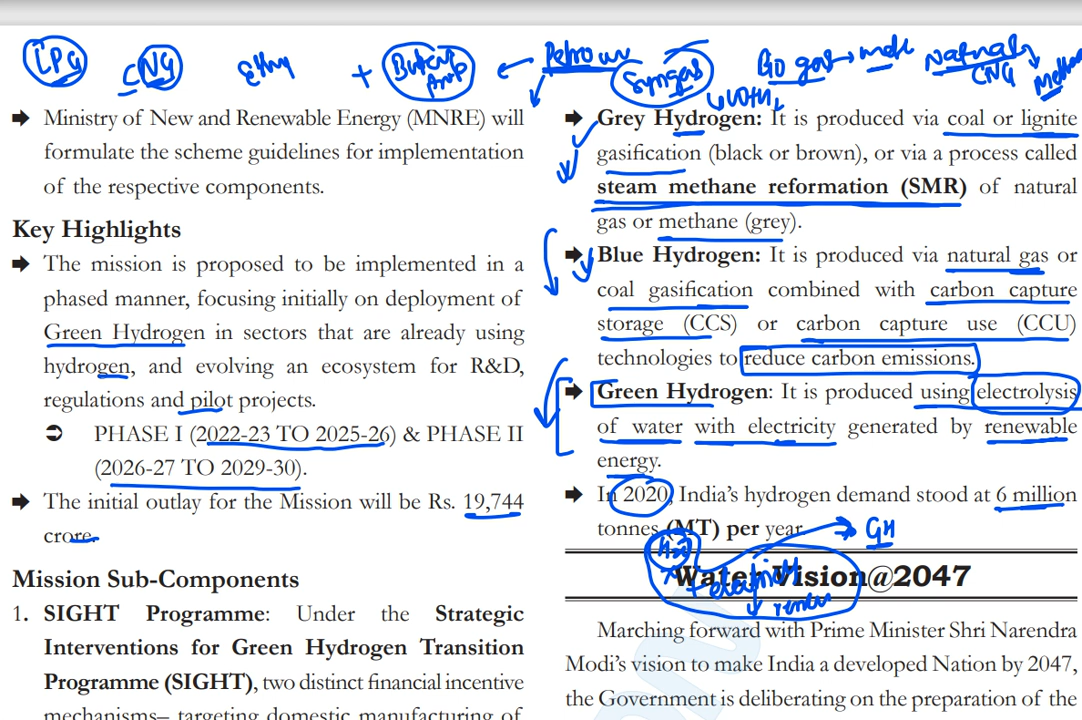 LPG CNG + Petroleum Syngas Bio gas → meth Natural
CNG
➔ Ministry of New and Renewable Energy (MNRE) will
formulate the scheme guidelines for implementation
of the respective components.
Key Highlights
➔ The mission is proposed to be implemented in a
phased manner, focusing initially on deployment of
Green Hydrogen in sectors that are already using
hydrogen, and evolving an ecosystem for R&D,
regulations and pilot projects.
➲ PHASE I (2022-23 TO 2025-26) & PHASE II
(2026-27 TO 2029-30).
➔ The initial outlay for the Mission will be Rs. 19,744
crore.
Mission Sub-Components
1. SIGHT Programme: Under the Strategic
Interventions for Green Hydrogen Transition
Programme (SIGHT), two distinct financial incentive
mechanisms– targeting domestic manufacturing of
➔ Grey Hydrogen: It is produced via coal or lignite
gasification (black or brown), or via a process called
steam methane reformation (SMR) of natural
gas or methane (grey).
➔ Blue Hydrogen: It is produced via natural gas or
coal gasification combined with carbon capture
storage (CCS) or carbon capture use (CCU)
technologies to reduce carbon emissions.
➔ Green Hydrogen: It is produced using electrolysis
of water with electricity generated by renewable
energy.
➔ In 2020, India's hydrogen demand stood at 6 million
tonnes (MT) per year.
GH
Water Vision@2047
Marching forward with Prime Minister Shri Narendra
Modi's vision to make India a developed Nation by 2047,
the Government is deliberating on the preparation of the